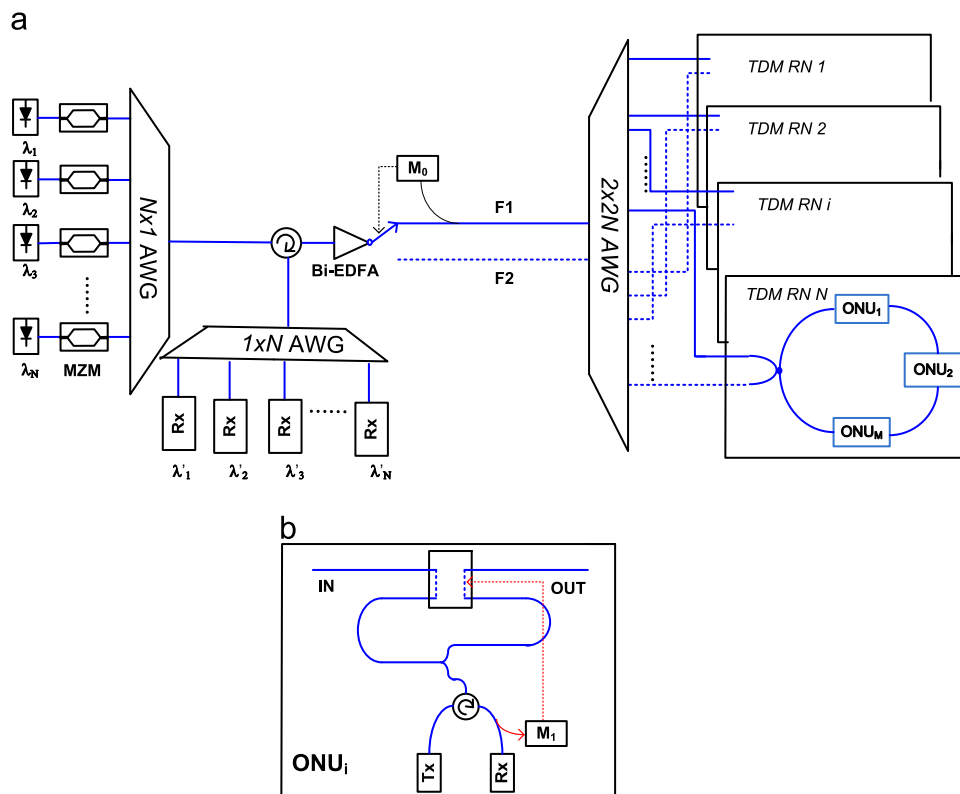 a
λ1
λ2
λ3
λN
MZM
Nx1 AWG
Bi-EDFA
M0
F1
F2
1xN AWG
Rx
Rx
Rx
Rx
λ'1
λ'2
λ'3
λ'N
2x2N AWG
TDM RN 1
TDM RN 2
TDM RN i
TDM RN N
ONU1
ONU2
ONUM
b
IN
OUT
M1
Tx
Rx
ONUi